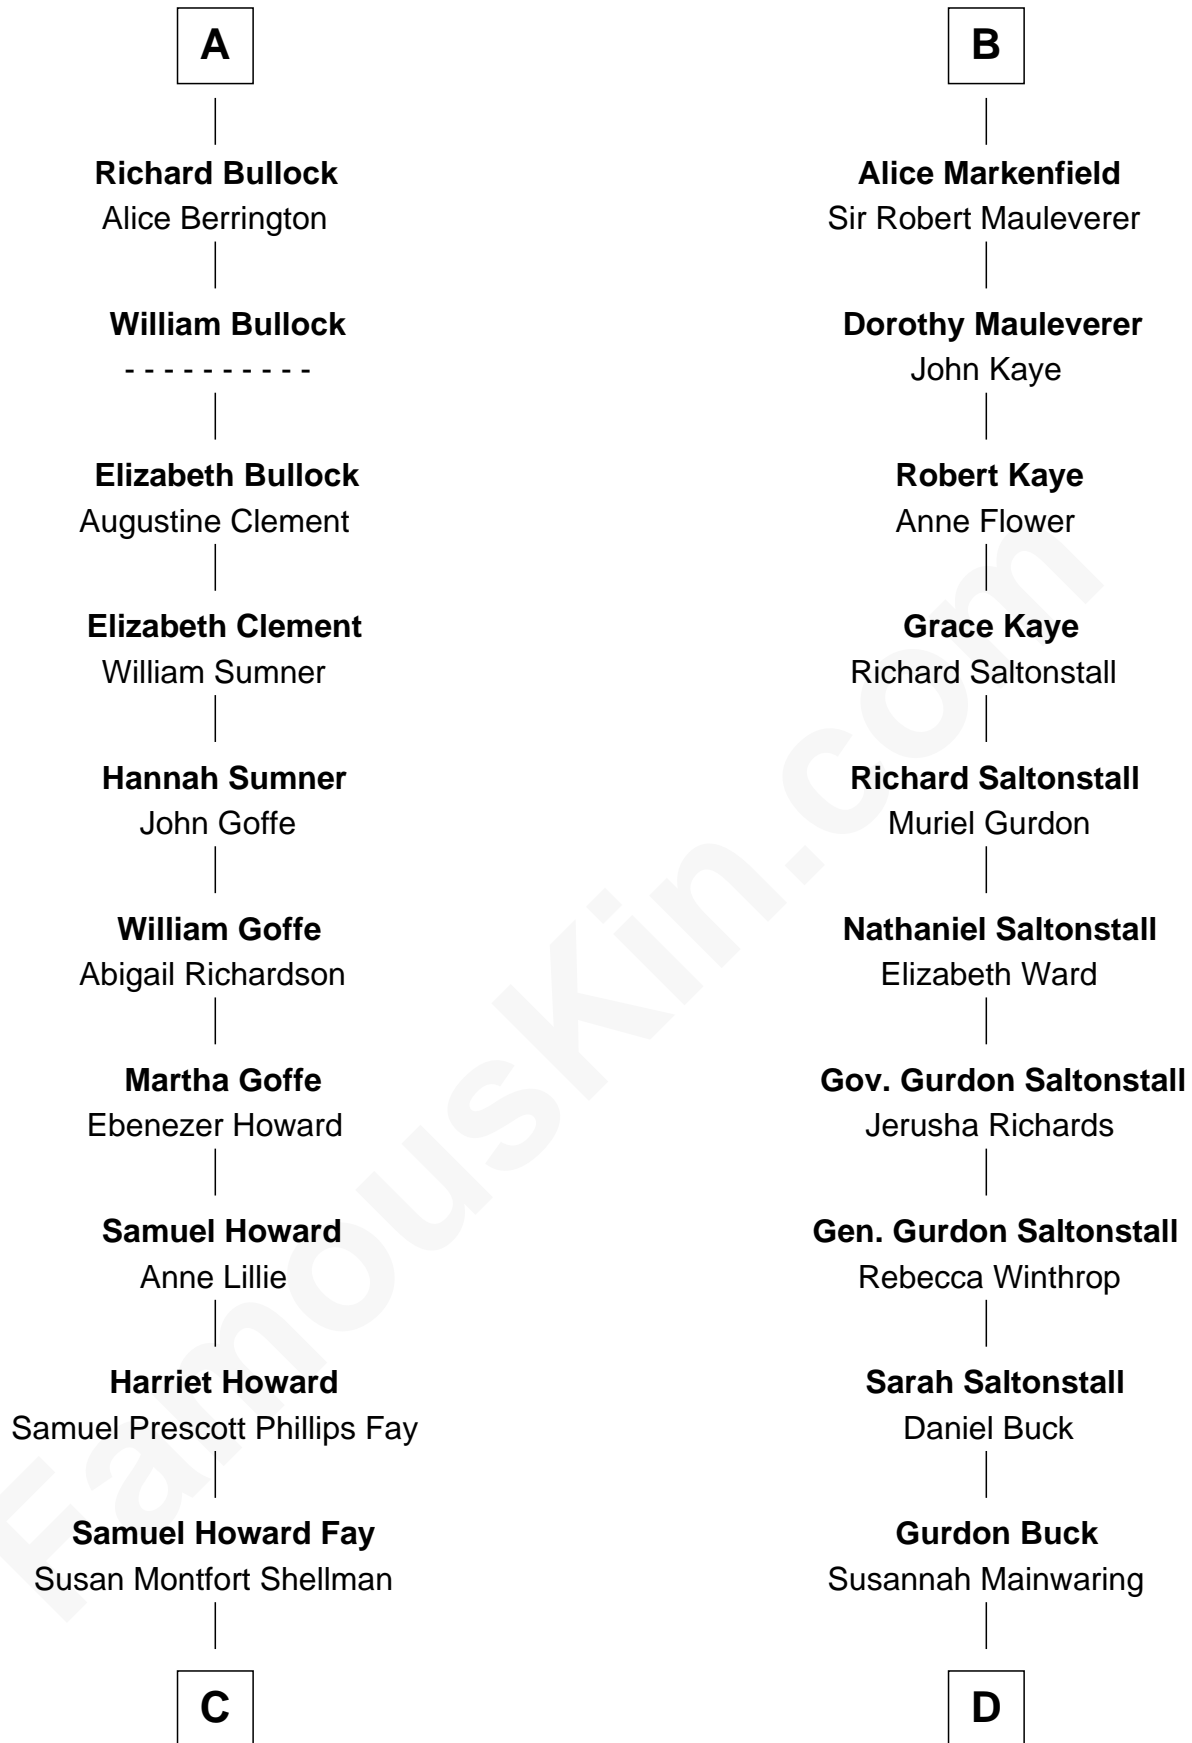 A
Richard Bullock
Alice Berrington
William Bullock
- - - - - - - - - -
Elizabeth Bullock
Augustine Clement
Elizabeth Clement
William Sumner
Hannah Sumner
John Goffe
William Goffe
Abigail Richardson
Martha Goffe
Ebenezer Howard
Samuel Howard
Anne Lillie
Harriet Howard
Samuel Prescott Phillips Fay
Samuel Howard Fay
Susan Montfort Shellman
C
B
Alice Markenfield
Sir Robert Mauleverer
Dorothy Mauleverer
John Kaye
Robert Kaye
Anne Flower
Grace Kaye
Richard Saltonstall
Richard Saltonstall
Muriel Gurdon
Nathaniel Saltonstall
Elizabeth Ward
Gov. Gurdon Saltonstall
Jerusha Richards
Gen. Gurdon Saltonstall
Rebecca Winthrop
Sarah Saltonstall
Daniel Buck
Gurdon Buck
Susannah Mainwaring
D
FamousKin.com